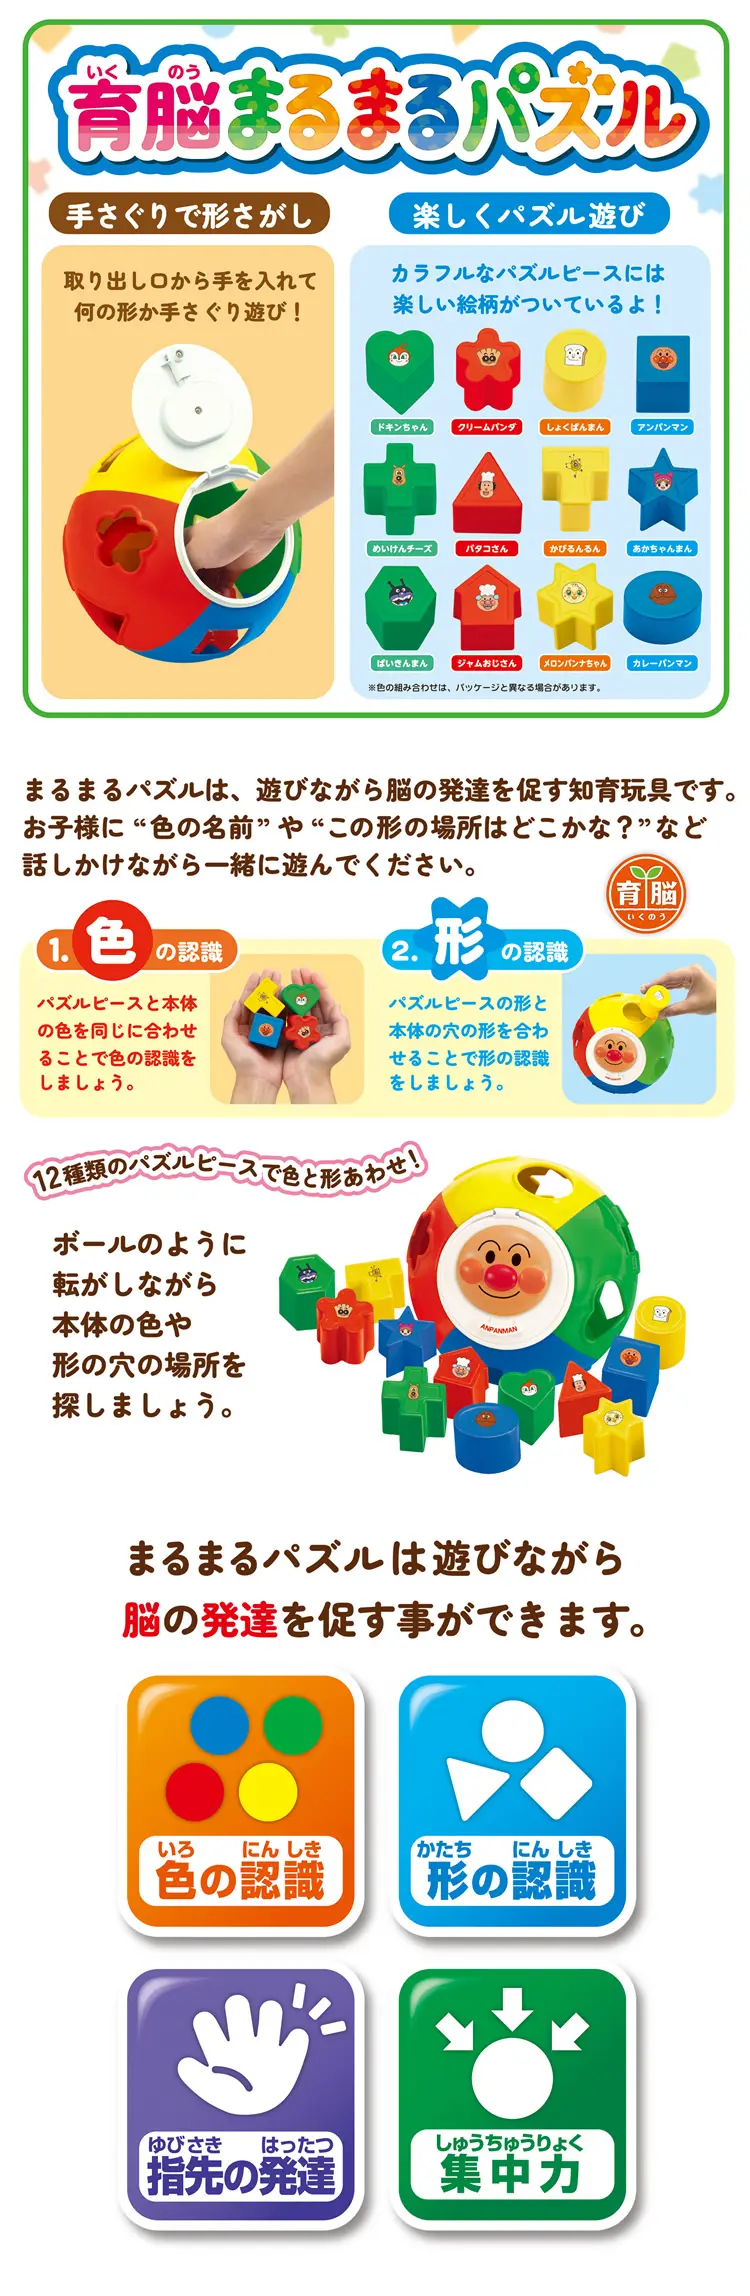 いく のう
育脳まるまるパズル
手さぐりで形さがし
取り出し口から手を入れて
何の形か手さぐり遊び！
楽しくパズル遊び
カラフルなパズルピースには
楽しい絵柄がついているよ！
ドキンちゃん
クリームパンダ
しょくぱんまん
アンパンマン
めいけんチーズ
バタコさん
かびるんるん
あかちゃんまん
ばいきんまん
ジャムおじさん
メロンパンナちゃん
カレーパンマン
※色の組み合わせは、パッケージと異なる場合があります。
まるまるパズルは、遊びながら脳の発達を促す知育玩具です。
お子様に“色の名前”や“この形の場所はどこかな？”など
話しかけながら一緒に遊んでください。
育脳
いくのう
1. 色 の認識
パズルピースと本体
の色を同じに合わせ
ることで色の認識を
しましょう。
2. 形 の認識
パズルピースの形と
本体の穴の形を合わ
せることで形の認識
をしましょう。
12種類のパズルピースで色と形あわせ！
ボールのように
転がしながら
本体の色や
形の穴の場所を
探しましょう。
ANPANMAN
まるまるパズルは遊びながら
脳の発達を促す事ができます。
いろ にんしき
色の認識
かたち にんしき
形の認識
ゆびさき はったつ
指先の発達
しゅうちゅうりょく
集中力